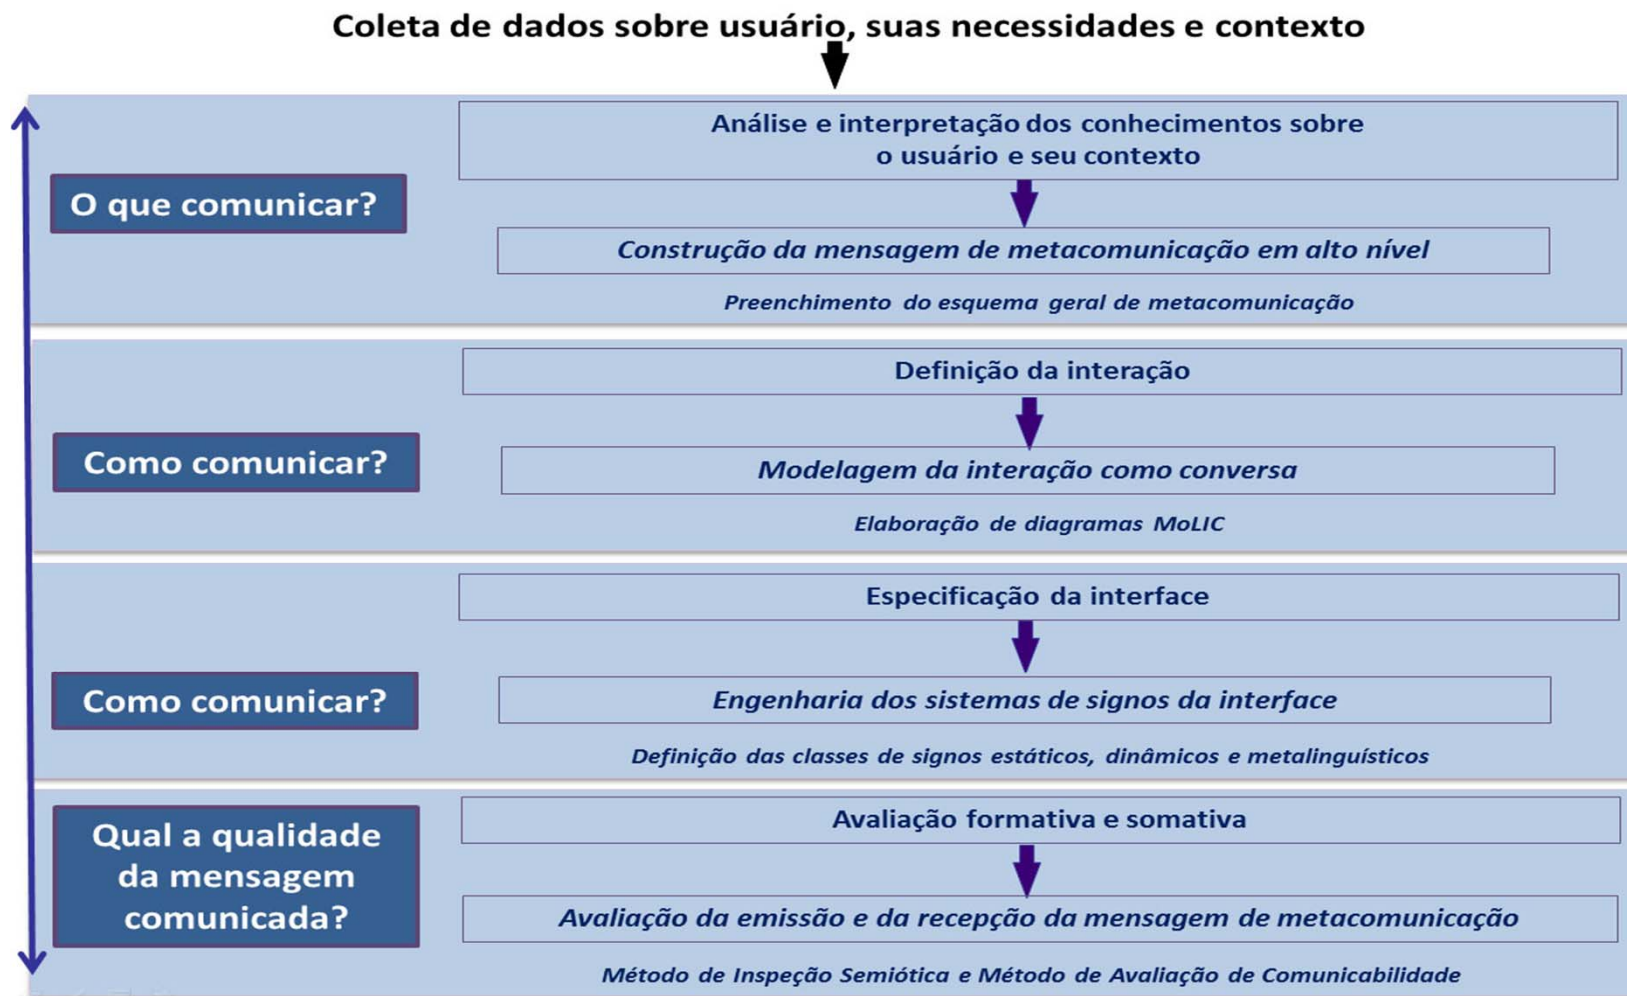 Coleta de dados sobre usuário, suas necessidades e contexto
Análise e interpretação dos conhecimentos sobre
o usuário e seu contexto
O que comunicar?
Construção da mensagem de metacomunicação em alto nível
Preenchimento do esquema geral de metacomunicação
Definição da interação
Como comunicar?
Modelagem da interação como conversa
Elaboração de diagramas MoLIC
Especificação da interface
Como comunicar?
Engenharia dos sistemas de signos da interface
Definição das classes de signos estáticos, dinâmicos e metalinguísticos
Qual a qualidade
da mensagem
comunicada?
Avaliação formativa e somativa
Avaliação da emissão e da recepção da mensagem de metacomunicação
Método de Inspeção Semiótica e Método de Avaliação de Comunicabilidade